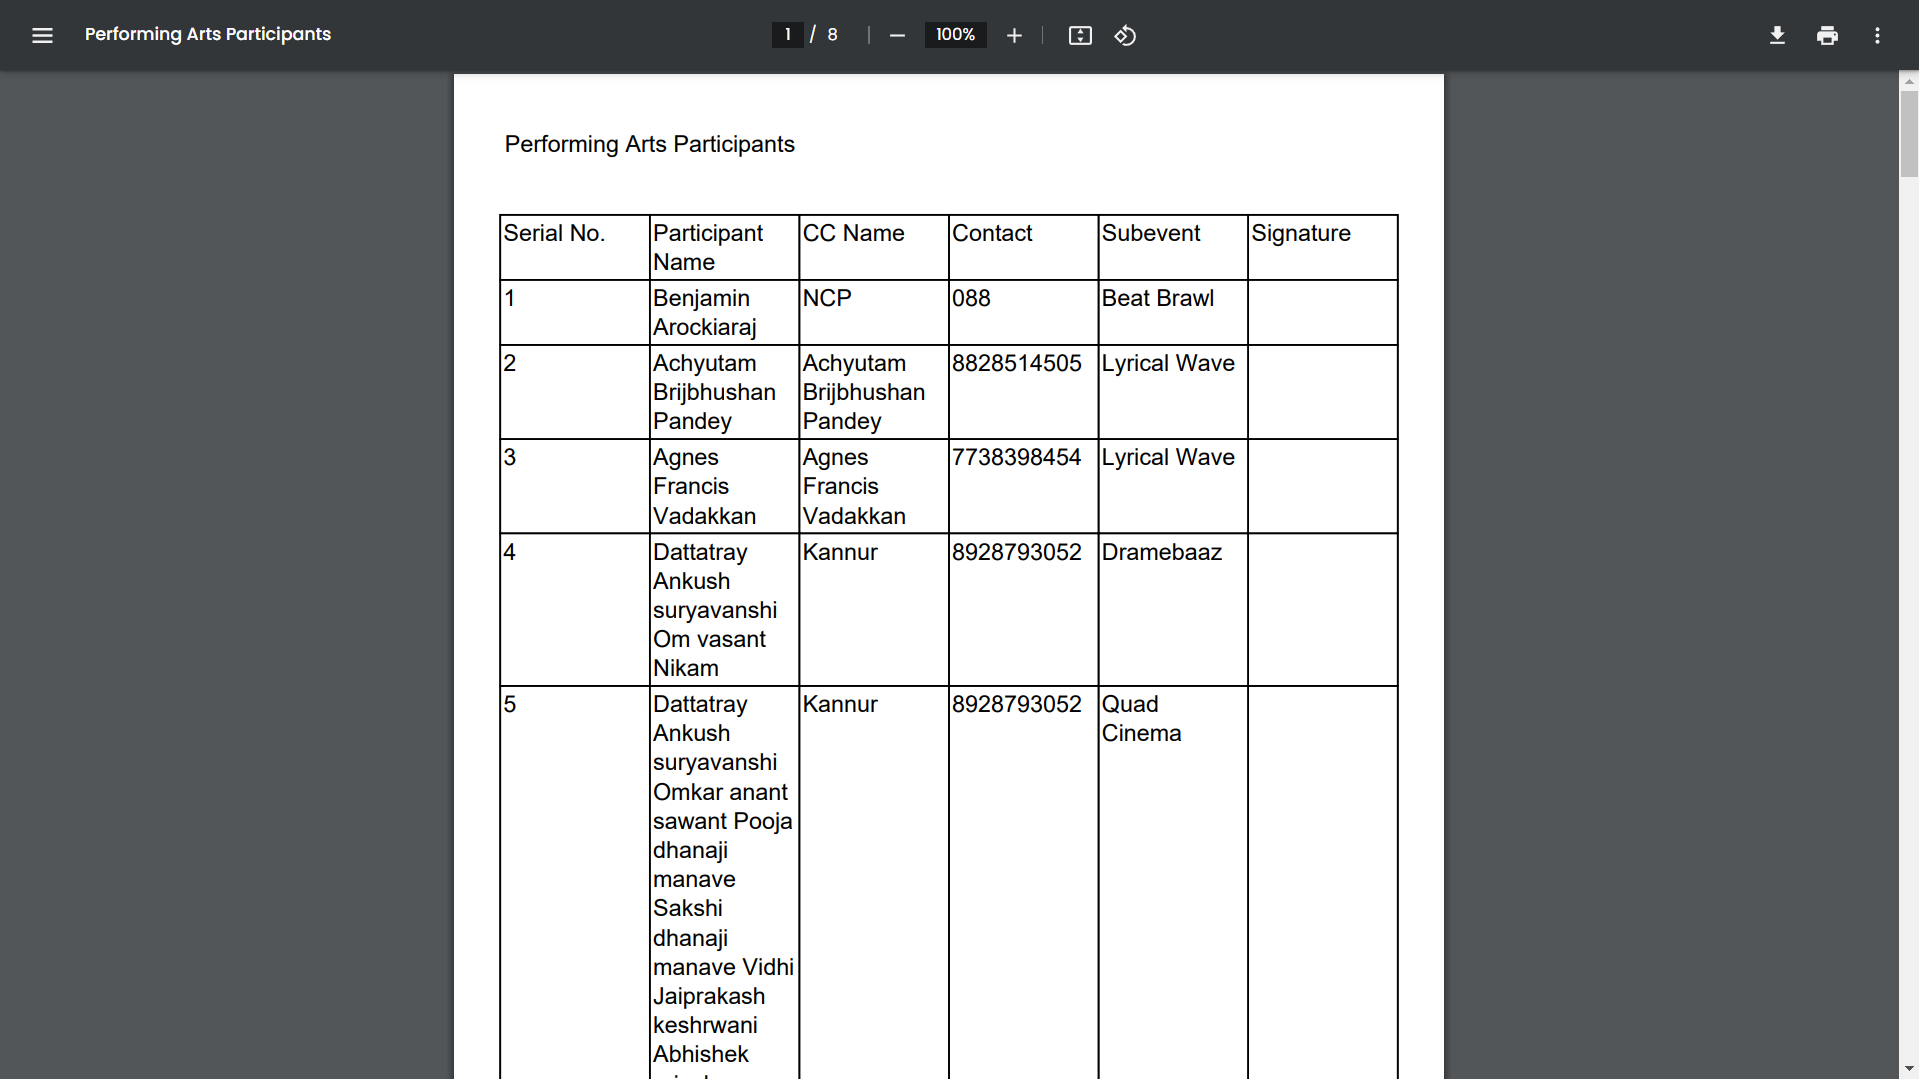 Performing Arts Participants
1 / 8
100%
Performing Arts Participants
Serial No. Participant Name CC Name Contact Subevent Signature
1 Benjamin Arockiaraj NCP 088 Beat Brawl
2 Achyutam Brijbhushan Pandey Achyutam Brijbhushan Pandey 8828514505 Lyrical Wave
3 Agnes Francis Vadakkan Agnes Francis Vadakkan 7738398454 Lyrical Wave
4 Dattatray Ankush suryavanshi Om vasant Nikam Kannur 8928793052 Dramebaaz
5 Dattatray Ankush suryavanshi Omkar anant sawant Pooja dhanaji manave Sakshi dhanaji manave Vidhi Jaiprakash keshrwani Abhishek Kannur 8928793052 Quad Cinema